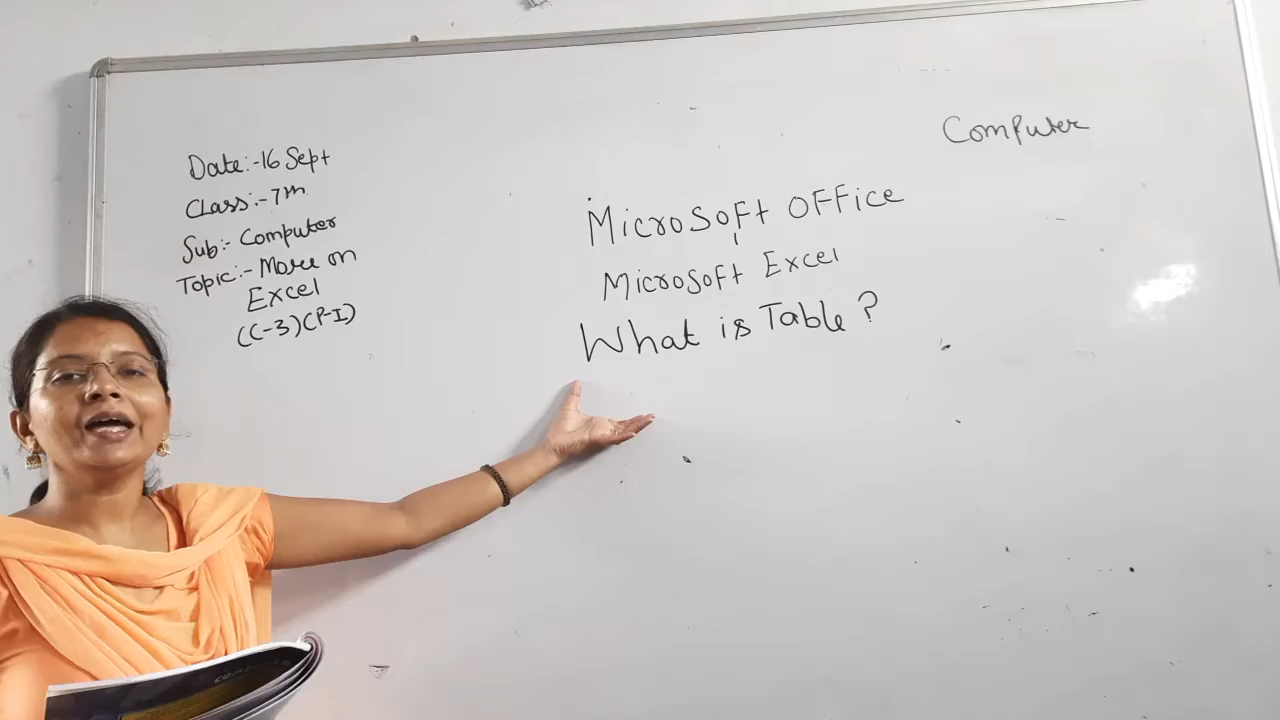 Date:-16 Sept
Class:-7th
Sub:- Computer
Topic:- More on
Excel
(C-3)(P-I)
Computer
Microsoft Office
Microsoft Excel
What is Table?